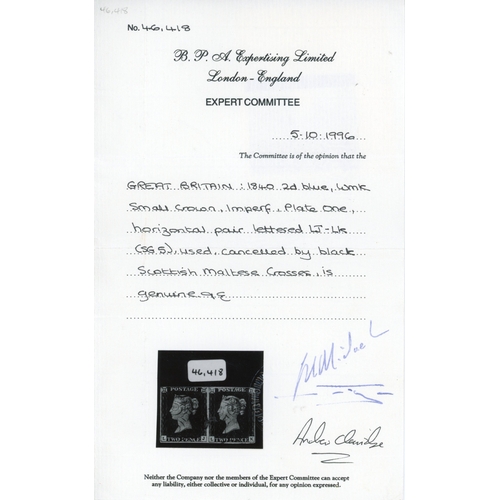 46,418
No. 46,418
B. P. A. Expertising Limited
London - England
EXPERT COMMITTEE
5·10·1996
The Committee is of the opinion that the
GREAT BRITAIN: 1840 2d blue, Wmk
Small Crown, Imperf, Plate One,
horizontal pair lettered LJ-LK
(SG.5), used, cancelled by black
Scottish Maltese Crosses, is
genuine
46,418
POSTAGE POSTAGE
TWO PENCE TWO PENCE
Neither the Company nor the members of the Expert Committee can accept
any liability, either collective or individual, for any opinion expressed.